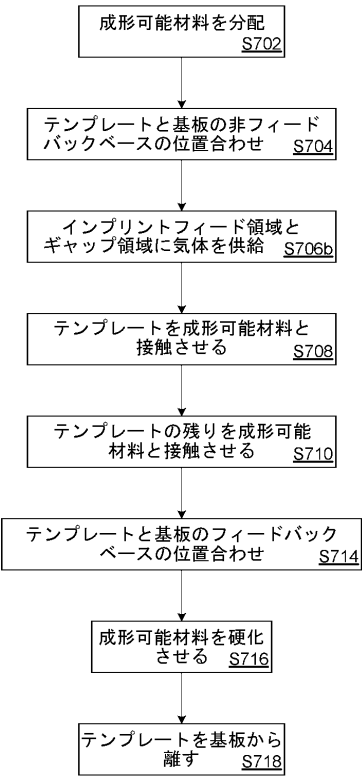 成形可能材料を分配
S702
テンプレートと基板の非フィード
バックベースの位置合わせ S704
インプリントフィード領域と
ギャップ領域に気体を供給 S706b
テンプレートを成形可能材料と
接触させる S708
テンプレートの残りを成形可能
材料と接触させる S710
テンプレートと基板のフィードバック
ベースの位置合わせ S714
成形可能材料を硬化
させる S716
テンプレートを基板から
離す S718